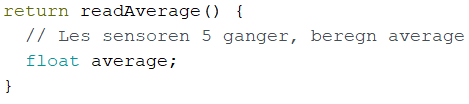 return readAverage() {
  // Les sensoren 5 ganger, beregn average
  float average;
}